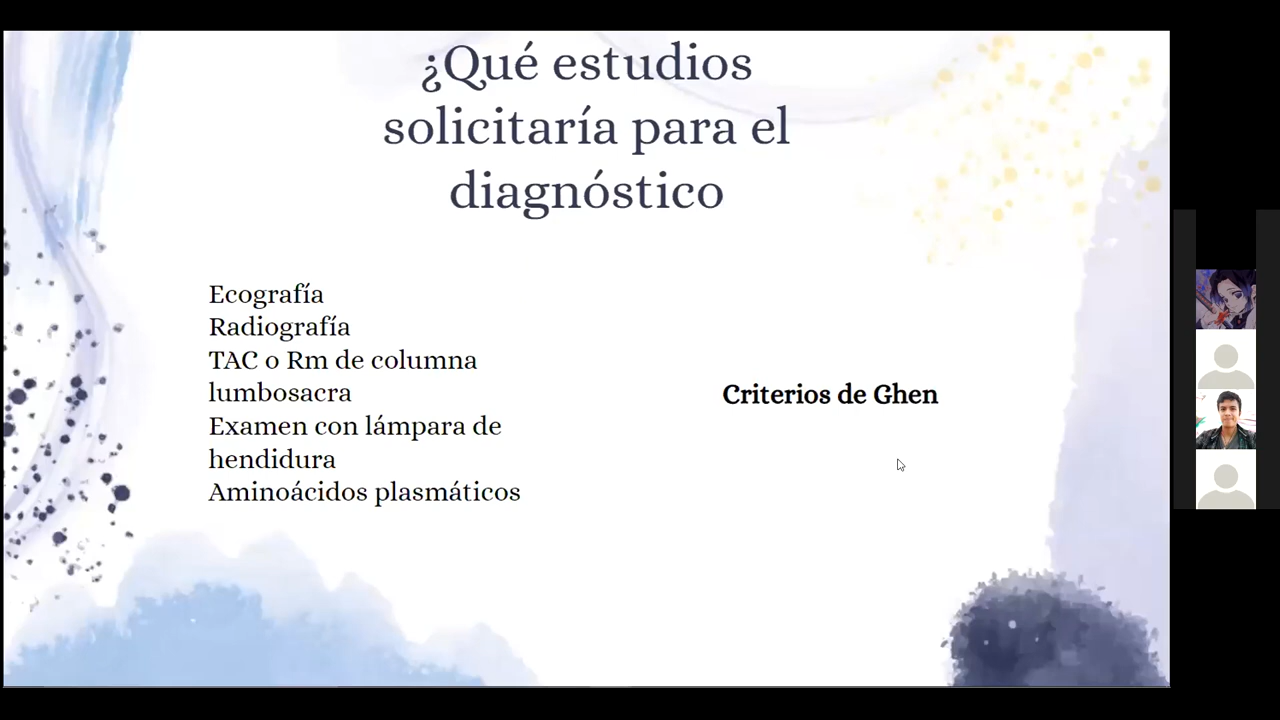 ¿Qué estudios
solicitaría para el
diagnóstico
Ecografía
Radiografía
TAC o Rm de columna
lumbosacra
Examen con lámpara de
hendidura
Aminoácidos plasmáticos
Criterios de Ghen